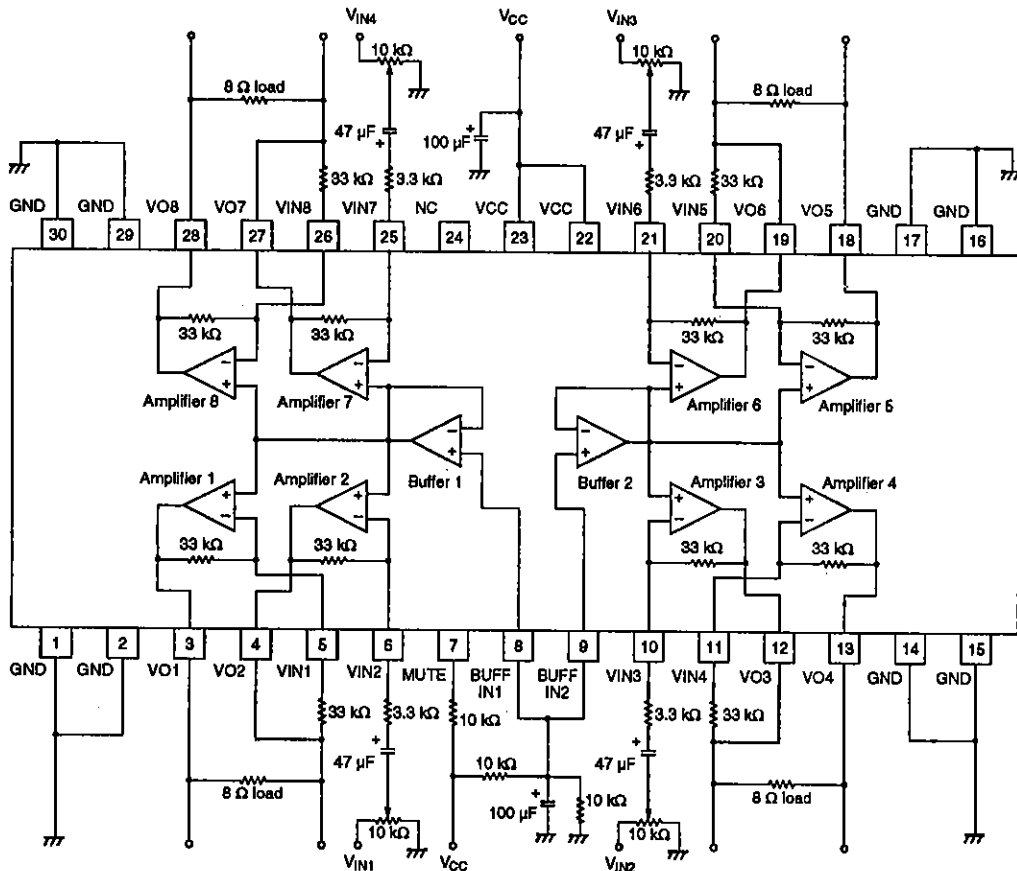 VIN4
VCC
VIN3
10 kΩ
10 kΩ
8 Ω load
8 Ω load
47 µF
+
100 µF
+
47 µF
+
33 kΩ
3.3 kΩ
3.3 kΩ
33 kΩ
GND
GND
VO8
VO7
VIN8
VIN7
NC
VCC
VCC
VIN6
VIN5
VO6
VO5
GND
GND
30
29
28
27
26
25
24
23
22
21
20
19
18
17
16
33 kΩ
33 kΩ
33 kΩ
33 kΩ
−
+
−
+
−
+
−
+
Amplifier 8
Amplifier 7
Amplifier 6
Amplifier 5
−
+
−
+
Amplifier 1
Amplifier 2
Buffer 1
Buffer 2
Amplifier 3
Amplifier 4
+
−
+
−
+
−
+
−
33 kΩ
33 kΩ
33 kΩ
33 kΩ
1
2
3
4
5
6
7
8
9
10
11
12
13
14
15
GND
GND
VO1
VO2
VIN1
VIN2
MUTE
BUFF IN1
BUFF IN2
VIN3
VIN4
VO3
VO4
GND
GND
33 kΩ
3.3 kΩ
10 kΩ
3.3 kΩ
33 kΩ
+
47 µF
10 kΩ
+
47 µF
8 Ω load
+
100 µF
10 kΩ
8 Ω load
10 kΩ
10 kΩ
VIN1
VCC
VIN2